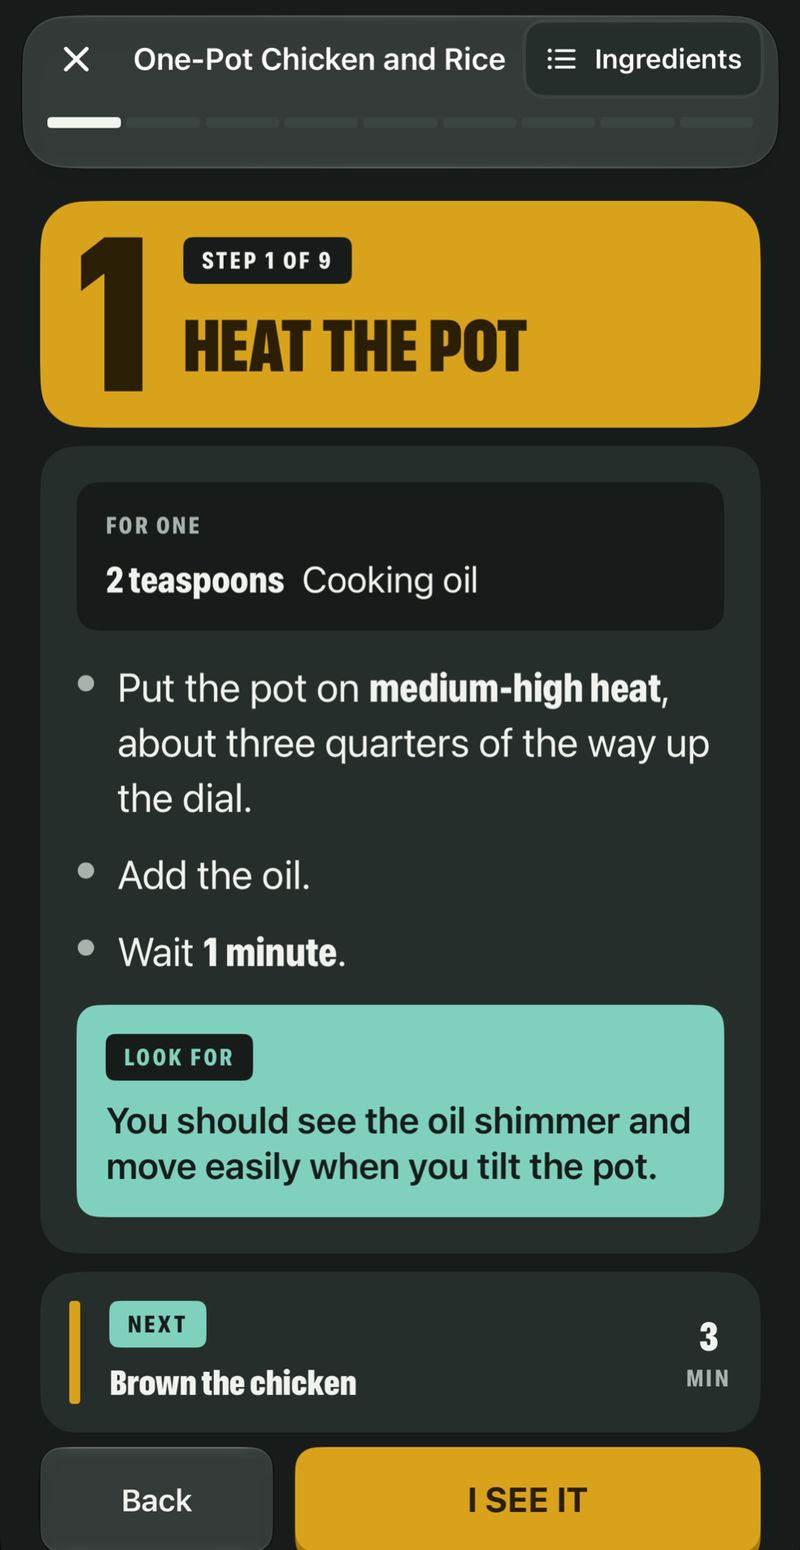 One-Pot Chicken and Rice
Ingredients
1
STEP 1 OF 9
HEAT THE POT
FOR ONE
2 teaspoons Cooking oil
Put the pot on medium-high heat,
about three quarters of the way up
the dial.
Add the oil.
Wait 1 minute.
LOOK FOR
You should see the oil shimmer and
move easily when you tilt the pot.
NEXT
Brown the chicken
3
MIN
Back
I SEE IT